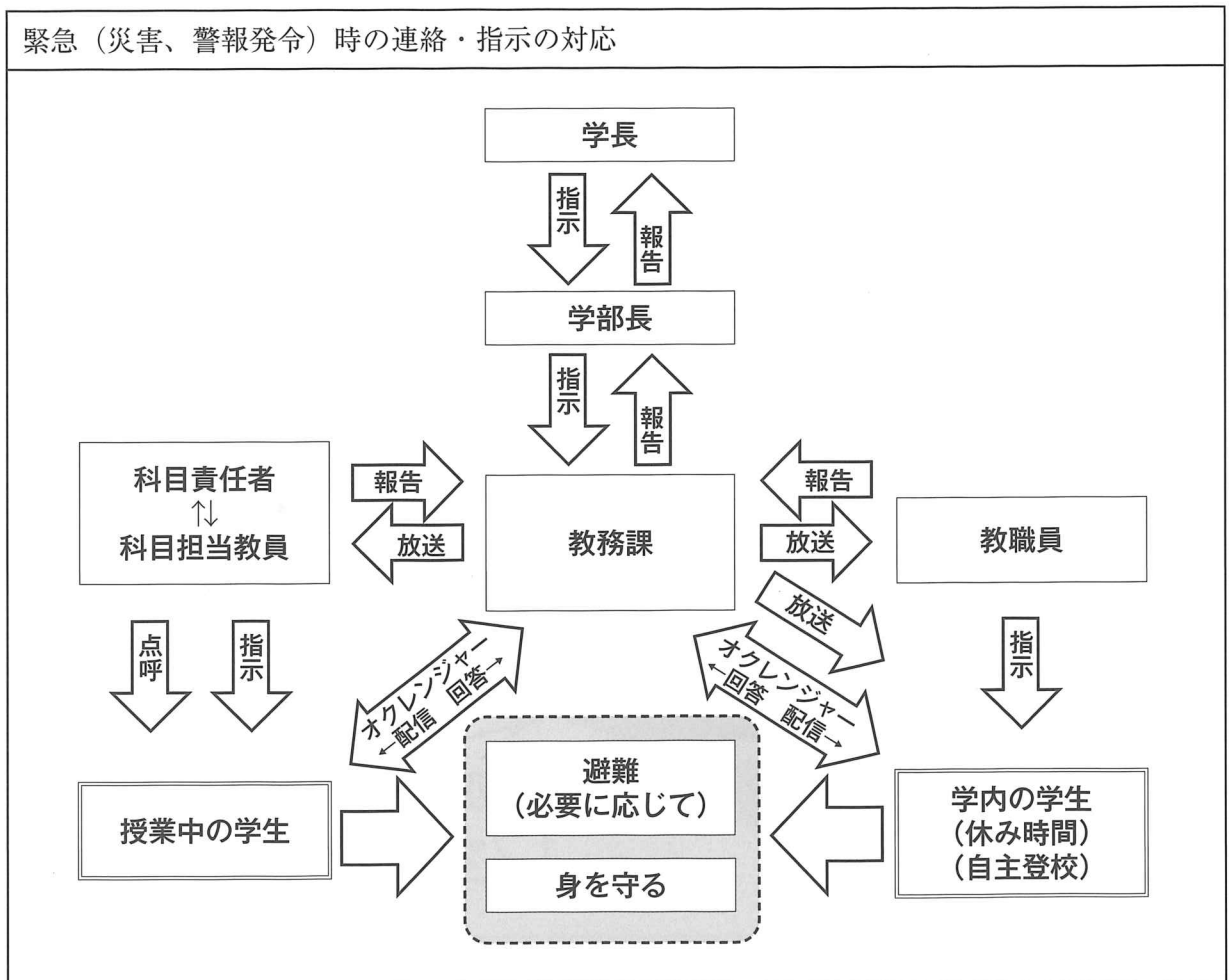 緊急（災害、警報発令）時の連絡・指示の対応
学長
指示
報告
学部長
指示
報告
科目責任者
↑↓
科目担当教員
報告
放送
教務課
報告
放送
教職員
点呼
指示
オクレンジャー
←配信 回答→
放送
オクレンジャー
←回答 配信→
指示
授業中の学生
避難
（必要に応じて）
身を守る
学内の学生
（休み時間）
（自主登校）